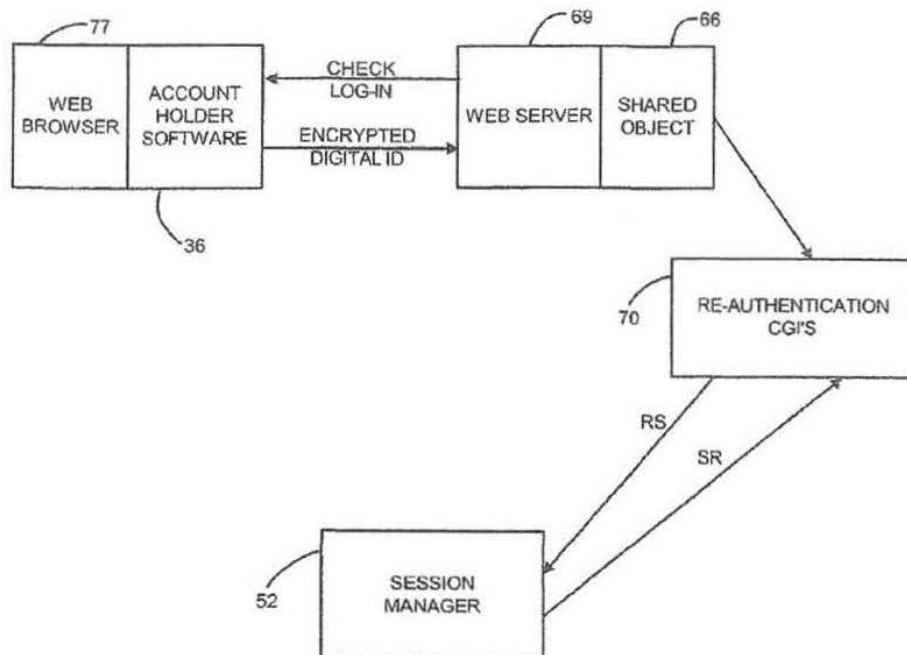 77
69
66
WEB
BROWSER
ACCOUNT
HOLDER
SOFTWARE
CHECK
LOG-IN
ENCRYPTED
DIGITAL ID
WEB SERVER
SHARED
OBJECT
36
70
RE-AUTHENTICATION
CGI'S
RS
SR
52
SESSION
MANAGER